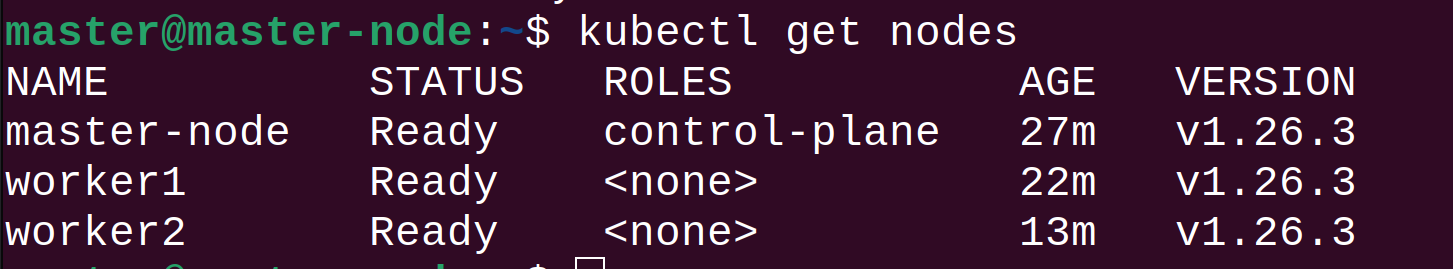 master@master-node:~$ kubectl get nodes
NAME STATUS ROLES AGE VERSION
master-node Ready control-plane 27m v1.26.3
worker1 Ready <none> 22m v1.26.3
worker2 Ready <none> 13m v1.26.3